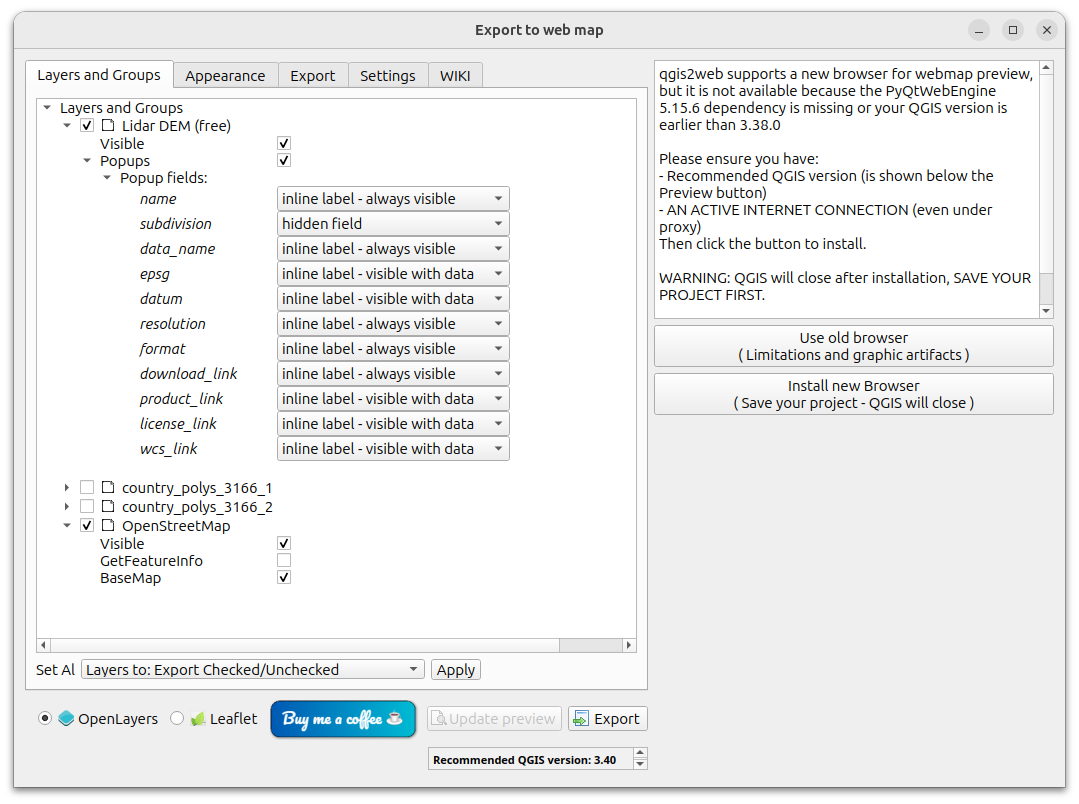 Export to web map
Layers and Groups
Appearance
Export
Settings
WIKI
Layers and Groups
Lidar DEM (free)
Visible
Popups
Popup fields:
name inline label - always visible
subdivision hidden field
data_name inline label - always visible
epsg inline label - visible with data
datum inline label - visible with data
resolution inline label - always visible
format inline label - always visible
download_link inline label - always visible
product_link inline label - visible with data
license_link inline label - visible with data
wcs_link inline label - visible with data
country_polys_3166_1
country_polys_3166_2
OpenStreetMap
Visible
GetFeatureInfo
BaseMap
Set Al Layers to: Export Checked/Unchecked Apply
OpenLayers Leaflet Buy me a coffee Update preview Export
Recommended QGIS version: 3.40
qgis2web supports a new browser for webmap preview,
but it is not available because the PyQtWebEngine
5.15.6 dependency is missing or your QGIS version is
earlier than 3.38.0
Please ensure you have:
- Recommended QGIS version (is shown below the
Preview button)
- AN ACTIVE INTERNET CONNECTION (even under
proxy)
Then click the button to install.
WARNING: QGIS will close after installation, SAVE YOUR
PROJECT FIRST.
Use old browser
( Limitations and graphic artifacts )
Install new Browser
( Save your project - QGIS will close )